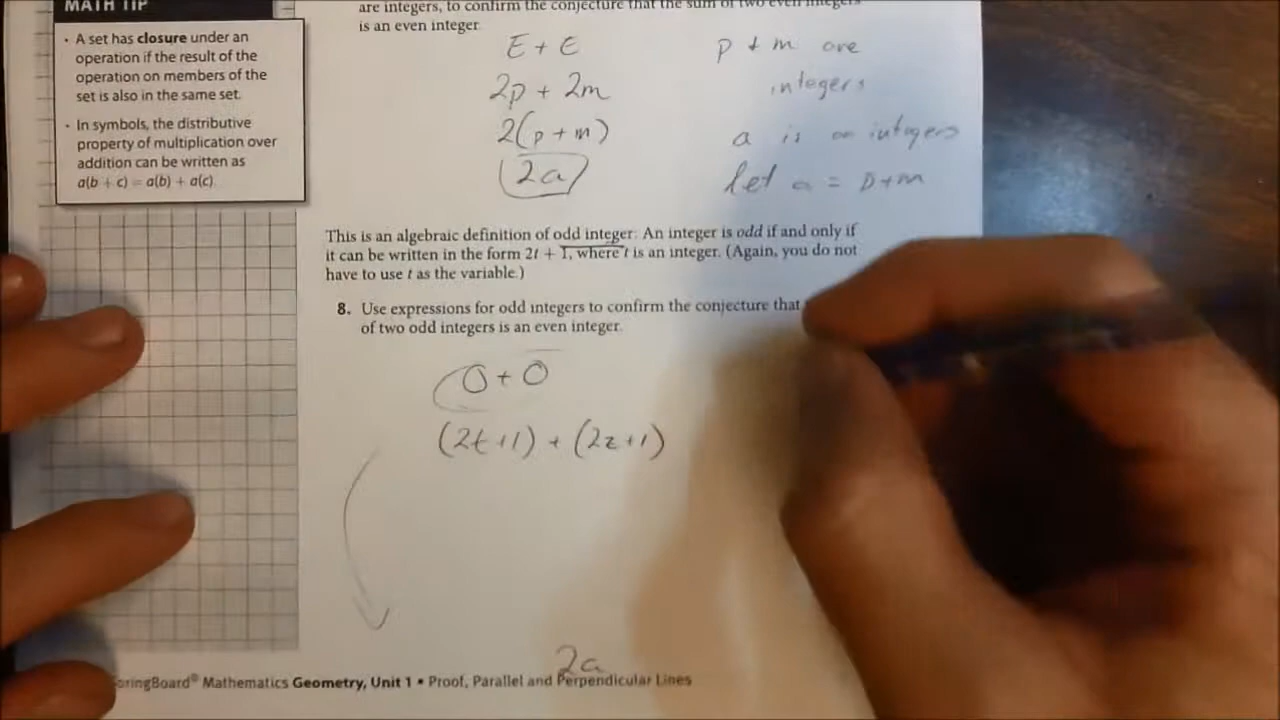 MATH TIP
• A set has closure under an
operation if the result of the
operation on members of the
set is also in the same set.
• In symbols, the distributive
property of multiplication over
addition can be written as
a(b + c) = a(b) + a(c).
are integers, to confirm the conjecture that the sum of two even integers
is an even integer.
E + E
2p + 2m
2(p + m)
2a
p + m are
integers
a is an integers
let a = p+m
This is an algebraic definition of odd integer: An integer is odd if and only if
it can be written in the form 2t + 1, where t is an integer. (Again, you do not
have to use t as the variable.)
8. Use expressions for odd integers to confirm the conjecture that
of two odd integers is an even integer.
O + O
(2t+1) + (2z+1)
2a
SpringBoard® Mathematics Geometry, Unit 1 • Proof, Parallel and Perpendicular Lines